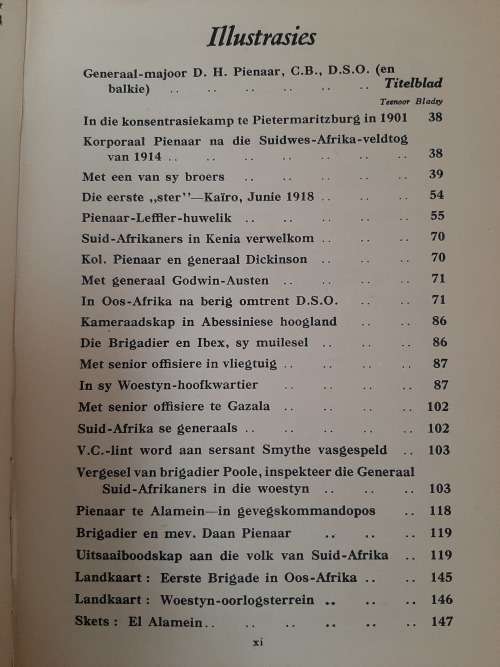 Illustrasies
Generaal-majoor D. H. Pienaar, C.B., D.S.O. (en
balkie) .. .. .. .. .. .. Titelblad
Teenoor Bladsy
In die konsentrasiekamp te Pietermaritzburg in 1901 38
Korporaal Pienaar na die Suidwes-Afrika-veldtog
van 1914 .. .. .. .. .. .. .. 38
Met een van sy broers .. .. .. .. .. 39
Die eerste „ster”—Kaïro, Junie 1918 .. .. .. 54
Pienaar-Leffler-huwelik .. .. .. .. .. 55
Suid-Afrikaners in Kenia verwelkom .. .. .. 70
Kol. Pienaar en generaal Dickinson .. .. .. 70
Met generaal Godwin-Austen .. .. .. .. 71
In Oos-Afrika na berig omtrent D.S.O. .. .. 71
Kameraadskap in Abessiniese hoogland .. .. 86
Die Brigadier en Ibex, sy muilesel .. .. .. 86
Met senior offisiere in vliegtuig .. .. .. .. 87
In sy Woestyn-hoofkwartier .. .. .. .. 87
Met senior offisiere te Gazala .. .. .. .. 102
Suid-Afrika se generaals .. .. .. .. .. 102
V.C.-lint word aan sersant Smythe vasgespeld .. 103
Vergesel van brigadier Poole, inspekteer die Generaal
Suid-Afrikaners in die woestyn .. .. .. 103
Pienaar te Alamein—in gevegskommandopos .. 118
Brigadier en mev. Daan Pienaar .. .. .. 119
Uitsaaiboodskap aan die volk van Suid-Afrika .. 119
Landkaart : Eerste Brigade in Oos-Afrika .. .. 145
Landkaart : Woestyn-oorlogsterrein .. .. .. 146
Skets : El Alamein .. .. .. .. .. .. 147
xi